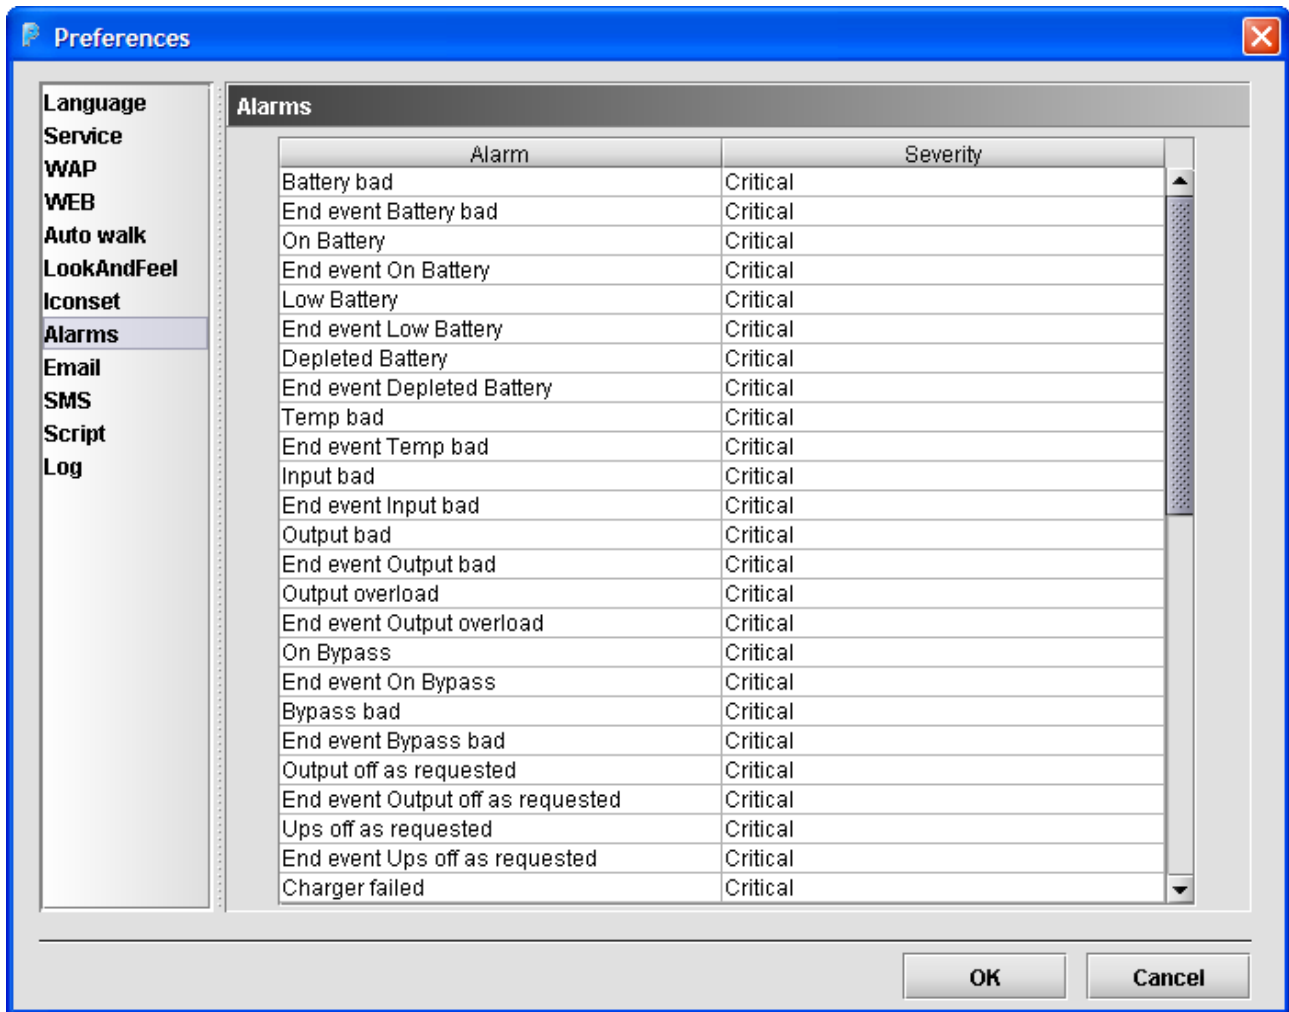 Preferences
Language
Service
WAP
WEB
Auto walk
LookAndFeel
Iconset
Alarms
Email
SMS
Script
Log
Alarms
Alarm Severity
Battery bad Critical
End event Battery bad Critical
On Battery Critical
End event On Battery Critical
Low Battery Critical
End event Low Battery Critical
Depleted Battery Critical
End event Depleted Battery Critical
Temp bad Critical
End event Temp bad Critical
Input bad Critical
End event Input bad Critical
Output bad Critical
End event Output bad Critical
Output overload Critical
End event Output overload Critical
On Bypass Critical
End event On Bypass Critical
Bypass bad Critical
End event Bypass bad Critical
Output off as requested Critical
End event Output off as requested Critical
Ups off as requested Critical
End event Ups off as requested Critical
Charger failed Critical
OK Cancel